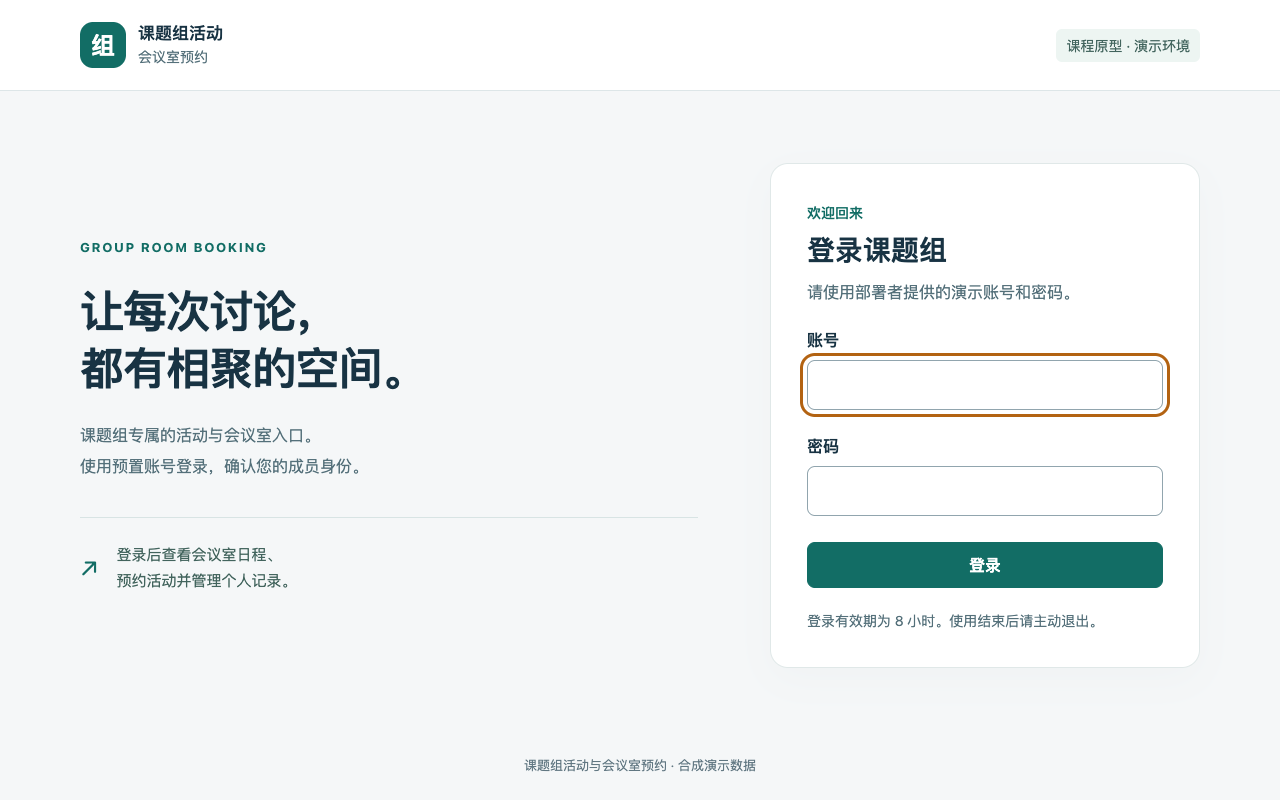 组
课题组活动
会议室预约
课程原型 · 演示环境
GROUP ROOM BOOKING
让每次讨论，
都有相聚的空间。
课题组专属的活动与会议室入口。
使用预置账号登录，确认您的成员身份。
登录后查看会议室日程、
预约活动并管理个人记录。
欢迎回来
登录课题组
请使用部署者提供的演示账号和密码。
账号
密码
登录
登录有效期为 8 小时。使用结束后请主动退出。
课题组活动与会议室预约 · 合成演示数据